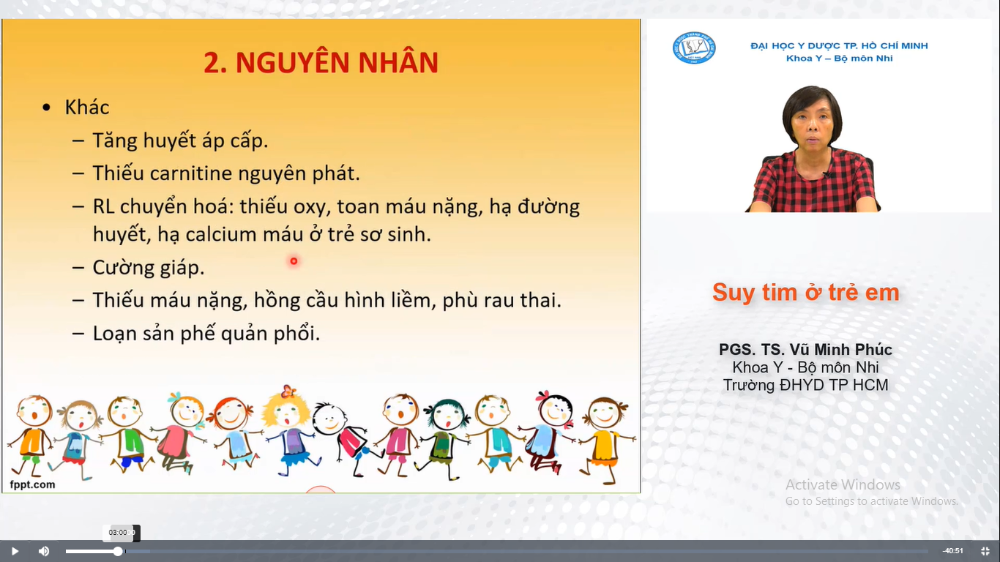 2. NGUYÊN NHÂN
• Khác
– Tăng huyết áp cấp.
– Thiếu carnitine nguyên phát.
– RL chuyển hoá: thiếu oxy, toan máu nặng, hạ đường
huyết, hạ calcium máu ở trẻ sơ sinh.
– Cường giáp.
– Thiếu máu nặng, hồng cầu hình liềm, phù rau thai.
– Loạn sản phế quản phổi.
fppt.com
ĐẠI HỌC Y DƯỢC TP. HỒ CHÍ MINH
Khoa Y – Bộ môn Nhi
Suy tim ở trẻ em
PGS. TS. Vũ Minh Phúc
Khoa Y - Bộ môn Nhi
Trường ĐHYD TP HCM
Activate Windows
Go to Settings to activate Windows.
03:00
-40:51